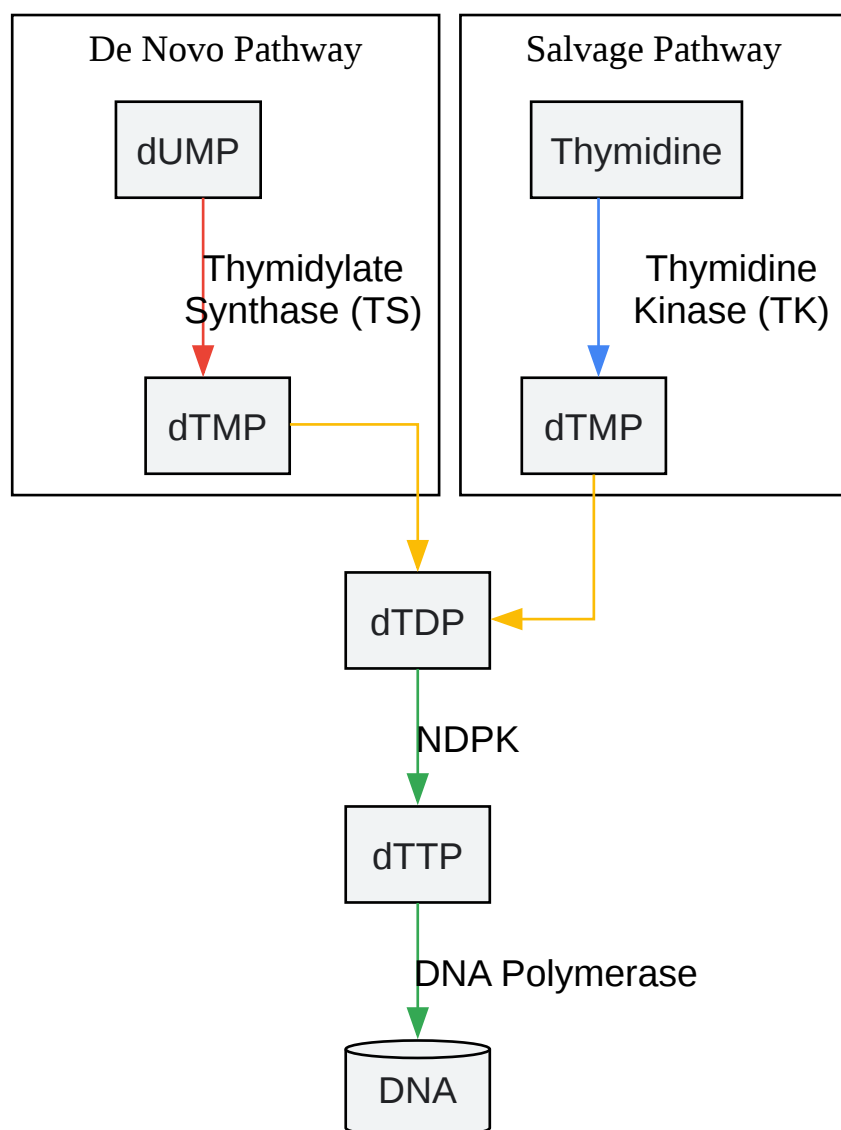 De Novo Pathway
dUMP
Thymidylate
Synthase (TS)
dTMP
Salvage Pathway
Thymidine
Thymidine
Kinase (TK)
dTMP
dTDP
NDPK
dTTP
DNA Polymerase
DNA